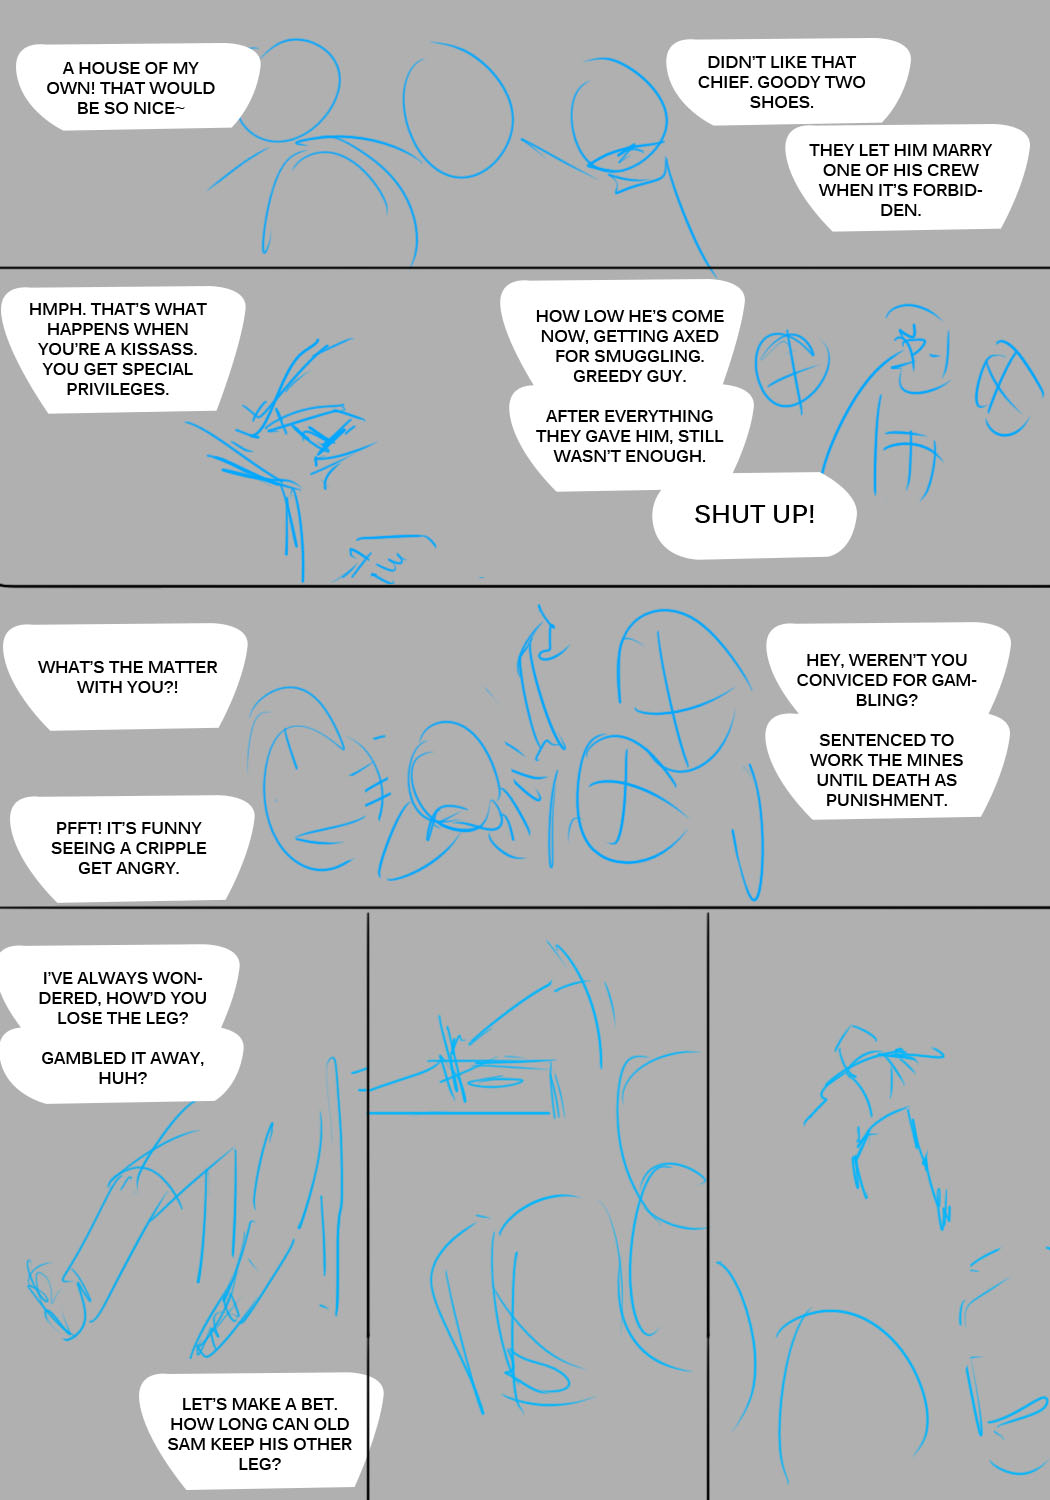 A HOUSE OF MY
OWN! THAT WOULD
BE SO NICE~
DIDN'T LIKE THAT
CHIEF. GOODY TWO
SHOES.
THEY LET HIM MARRY
ONE OF HIS CREW
WHEN IT'S FORBID-
DEN.
HMPH. THAT'S WHAT
HAPPENS WHEN
YOU'RE A KISSASS.
YOU GET SPECIAL
PRIVILEGES.
HOW LOW HE'S COME
NOW, GETTING AXED
FOR SMUGGLING.
GREEDY GUY.
AFTER EVERYTHING
THEY GAVE HIM, STILL
WASN'T ENOUGH.
SHUT UP!
WHAT'S THE MATTER
WITH YOU?!
HEY, WEREN'T YOU
CONVICED FOR GAM-
BLING?
SENTENCED TO
WORK THE MINES
UNTIL DEATH AS
PUNISHMENT.
PFFT! IT'S FUNNY
SEEING A CRIPPLE
GET ANGRY.
I'VE ALWAYS WON-
DERED, HOW'D YOU
LOSE THE LEG?
GAMBLED IT AWAY,
HUH?
LET'S MAKE A BET.
HOW LONG CAN OLD
SAM KEEP HIS OTHER
LEG?